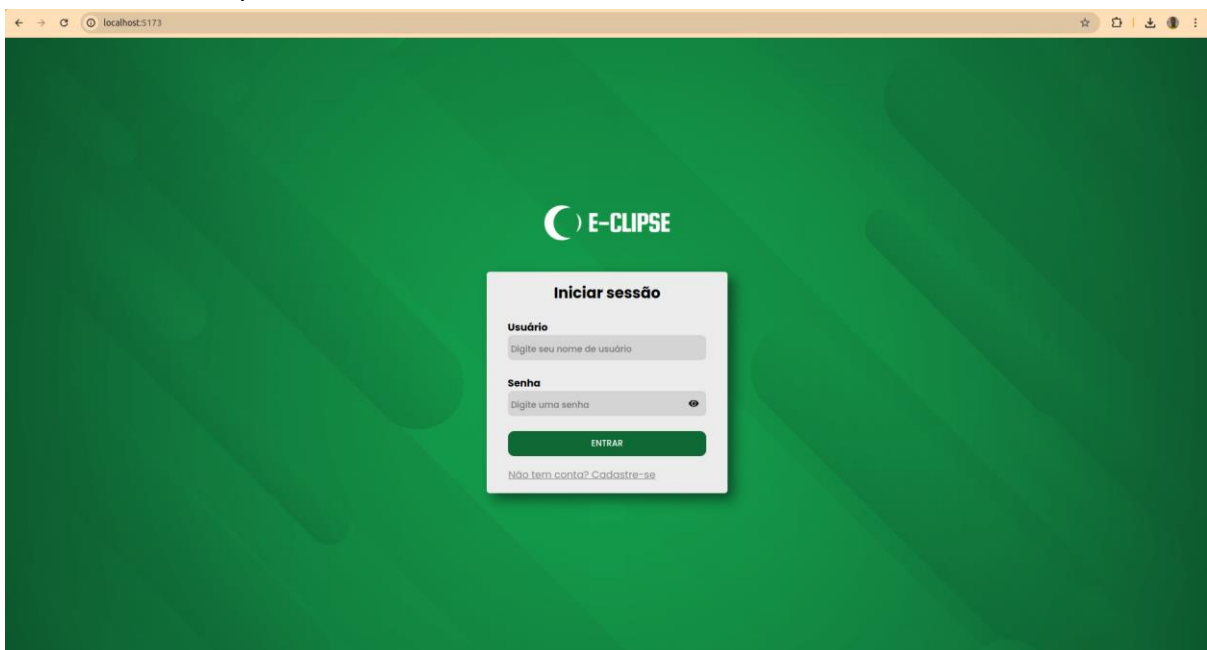 localhost:5173
E-CLIPSE
Iniciar sessão
Usuário
Digite seu nome de usuário
Senha
Digite uma senha
ENTRAR
Não tem conta? Cadastre-se